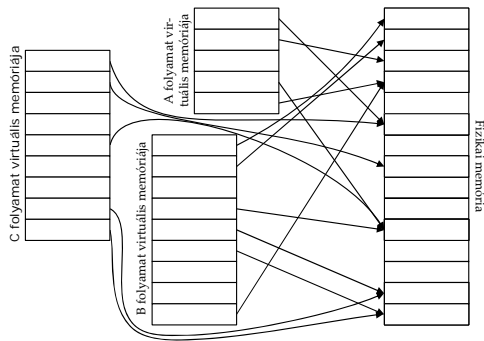 C folyamat virtuális memóriája
A folyamat vir-
tuális memóriája
B folyamat virtuális memóriája
Fizikai memória